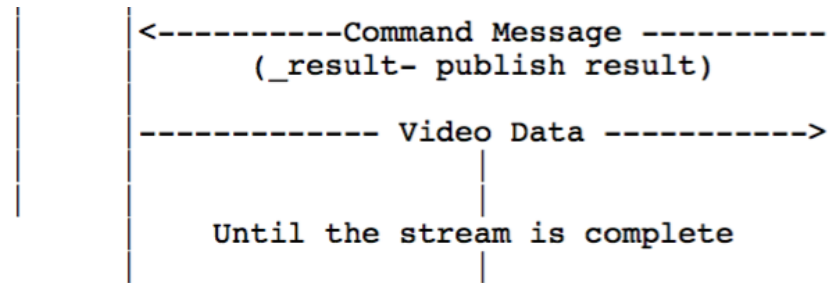 <----------Command Message ----------
(_result- publish result)
------------- Video Data ----------->
Until the stream is complete